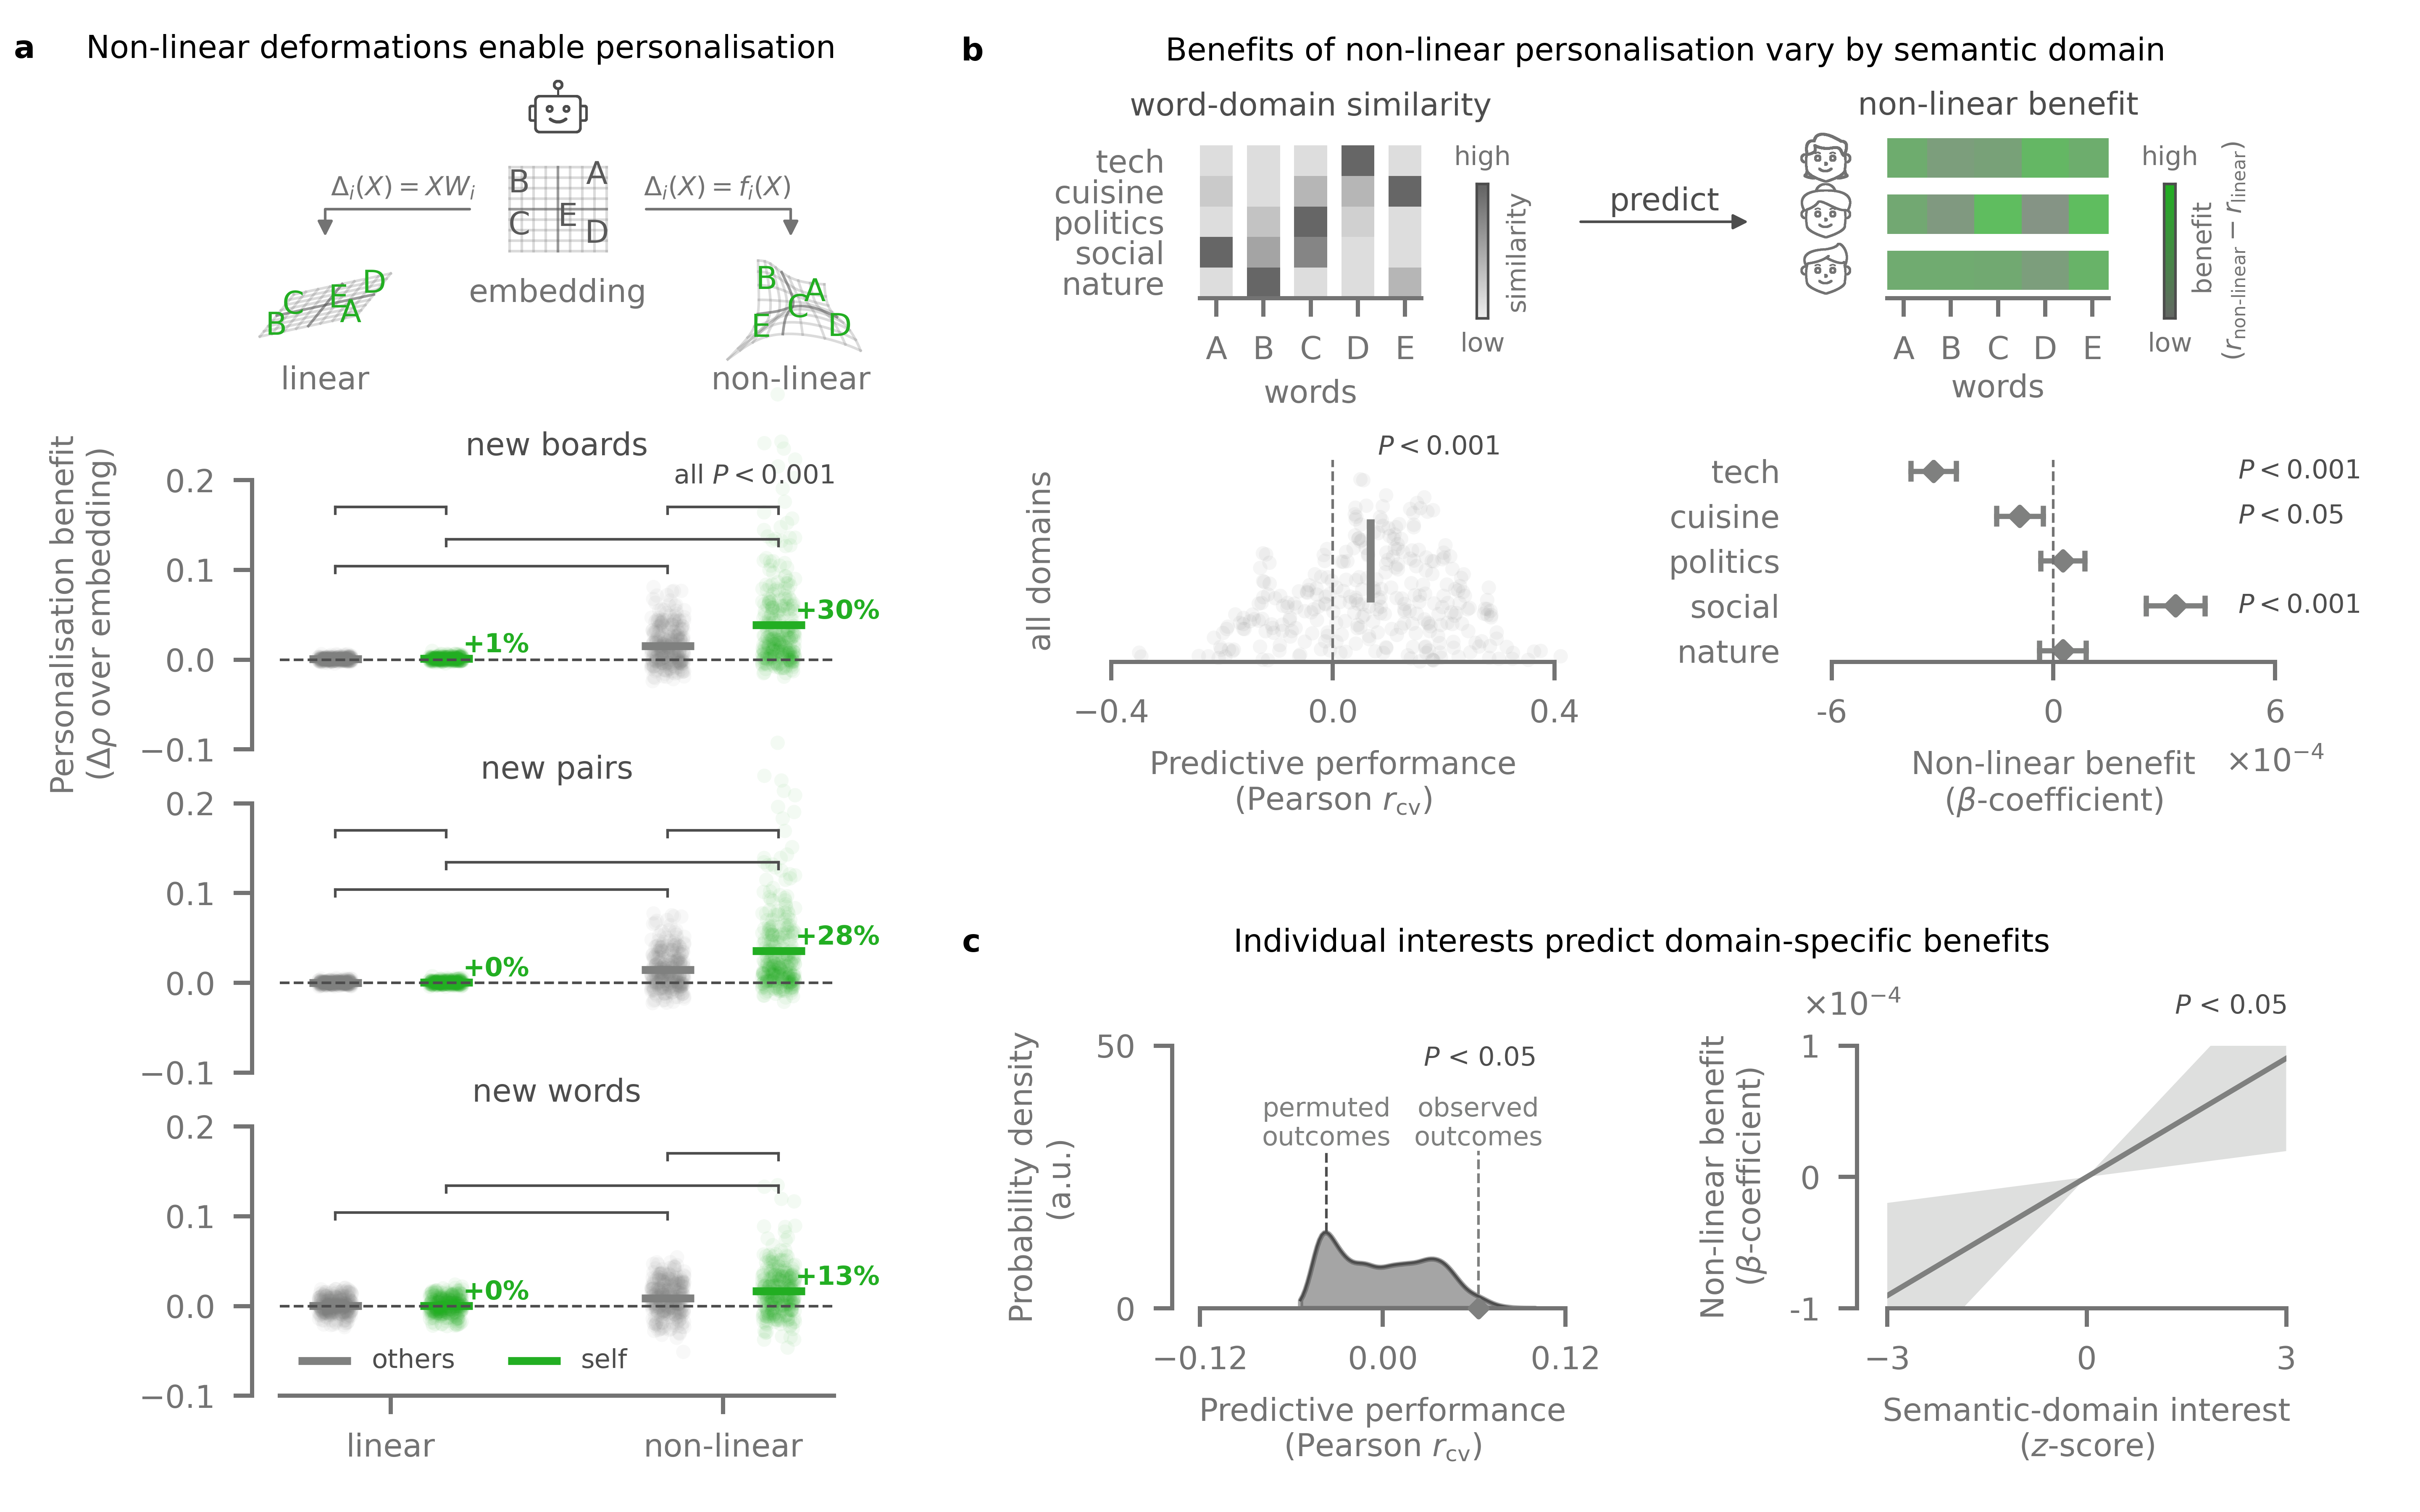 a Non-linear deformations enable personalisation
Δi(X) = XWi
Δi(X) = fi(X)
B A
E
C D
embedding
B C E A D
linear
B A C E D
non-linear
Personalisation benefit
(Δρ over embedding)
new boards
all P < 0.001
0.2
0.1
0.0
−0.1
+1%
+30%
new pairs
0.2
0.1
0.0
−0.1
+0%
+28%
new words
0.2
0.1
0.0
−0.1
+0%
+13%
others
self
linear
non-linear
b Benefits of non-linear personalisation vary by semantic domain
word-domain similarity
tech
cuisine
politics
social
nature
A B C D E
words
high
similarity
low
predict
non-linear benefit
A B C D E
words
high
benefit
(rnon-linear − rlinear)
low
all domains
P < 0.001
−0.4 0.0 0.4
Predictive performance
(Pearson rcv)
tech P < 0.001
cuisine P < 0.05
politics
social P < 0.001
nature
-6 0 6
Non-linear benefit ×10−4
(β-coefficient)
c Individual interests predict domain-specific benefits
Probability density
(a.u.)
50
0
P < 0.05
permuted
outcomes
observed
outcomes
−0.12 0.00 0.12
Predictive performance
(Pearson rcv)
Non-linear benefit
(β-coefficient)
×10−4
P < 0.05
1
0
-1
−3 0 3
Semantic-domain interest
(z-score)